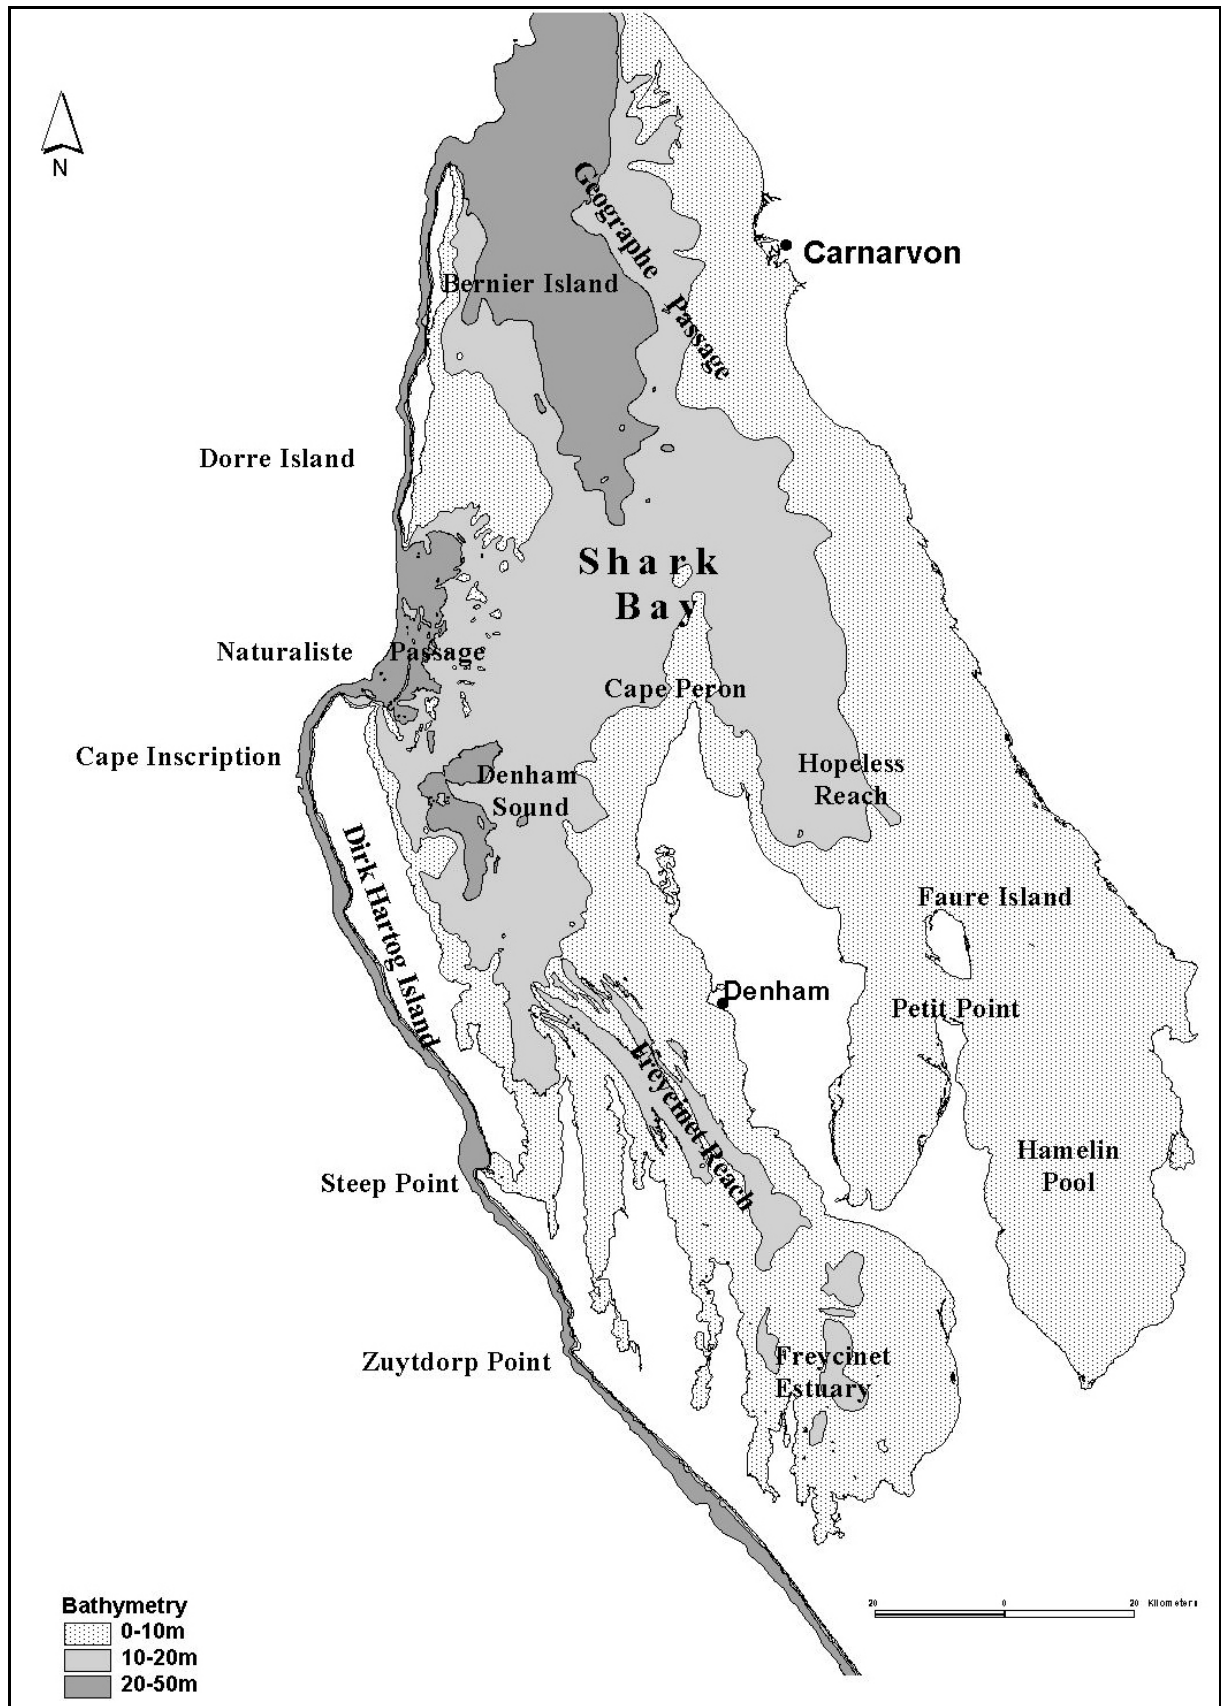 N
Geographe
Passage
Carnarvon
Bernier Island
Dorre Island
Shark
Bay
Naturaliste Passage
Cape Peron
Cape Inscription
Denham
Sound
Hopeless
Reach
Dirk Hartog Island
Faure Island
Denham
Petit Point
Freycinet Reach
Hamelin
Pool
Steep Point
Zuytdorp Point
Freycinet
Estuary
Bathymetry
0-10m
10-20m
20-50m
20 0 20 Kilometers